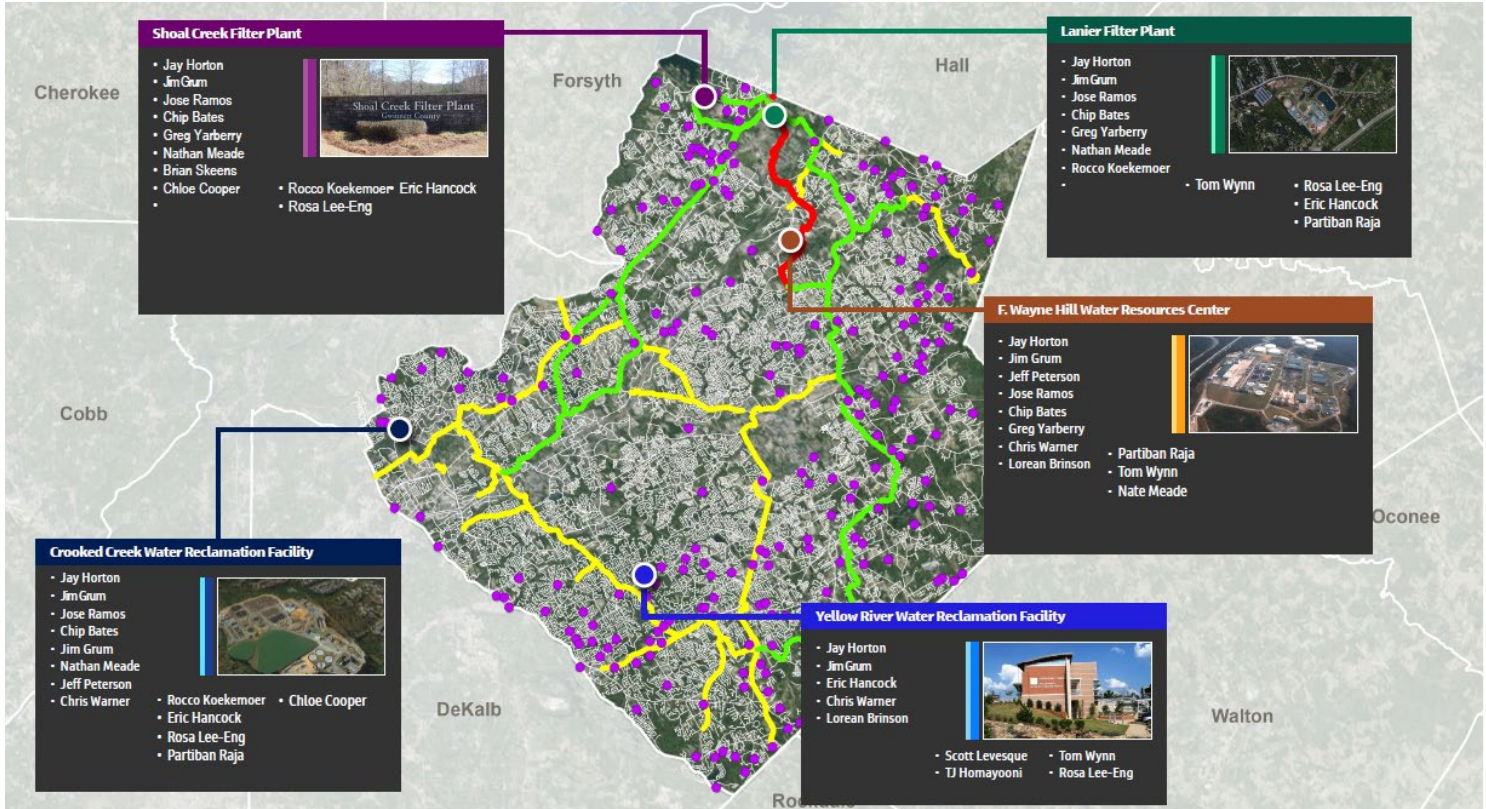 Cherokee
Forsyth
Hall
Cobb
DeKalb
Oconee
Walton
Shoal Creek Filter Plant
• Jay Horton
• Jim Grum
• Jose Ramos
• Chip Bates
• Greg Yarberry
• Nathan Meade
• Brian Skeens
• Chloe Cooper
•
• Rocco Koekemoer
• Rosa Lee-Eng
• Eric Hancock
Shoal Creek Filter Plant
Gwinnett County
Lanier Filter Plant
- Jay Horton
- Jim Grum
- Jose Ramos
- Chip Bates
- Greg Yarberry
- Nathan Meade
- Rocco Koekemoer
-
- Tom Wynn
• Rosa Lee-Eng
• Eric Hancock
• Partiban Raja
F. Wayne Hill Water Resources Center
- Jay Horton
- Jim Grum
- Jeff Peterson
- Jose Ramos
- Chip Bates
- Greg Yarberry
- Chris Warner
- Lorean Brinson
- Partiban Raja
- Tom Wynn
- Nate Meade
Crooked Creek Water Reclamation Facility
- Jay Horton
- Jim Grum
- Jose Ramos
- Chip Bates
- Jim Grum
- Nathan Meade
- Jeff Peterson
- Chris Warner
- Rocco Koekemoer
- Eric Hancock
- Rosa Lee-Eng
- Partiban Raja
- Chloe Cooper
Yellow River Water Reclamation Facility
- Jay Horton
- Jim Grum
- Eric Hancock
- Chris Warner
- Lorean Brinson
- Scott Levesque
- TJ Homayooni
- Tom Wynn
- Rosa Lee-Eng